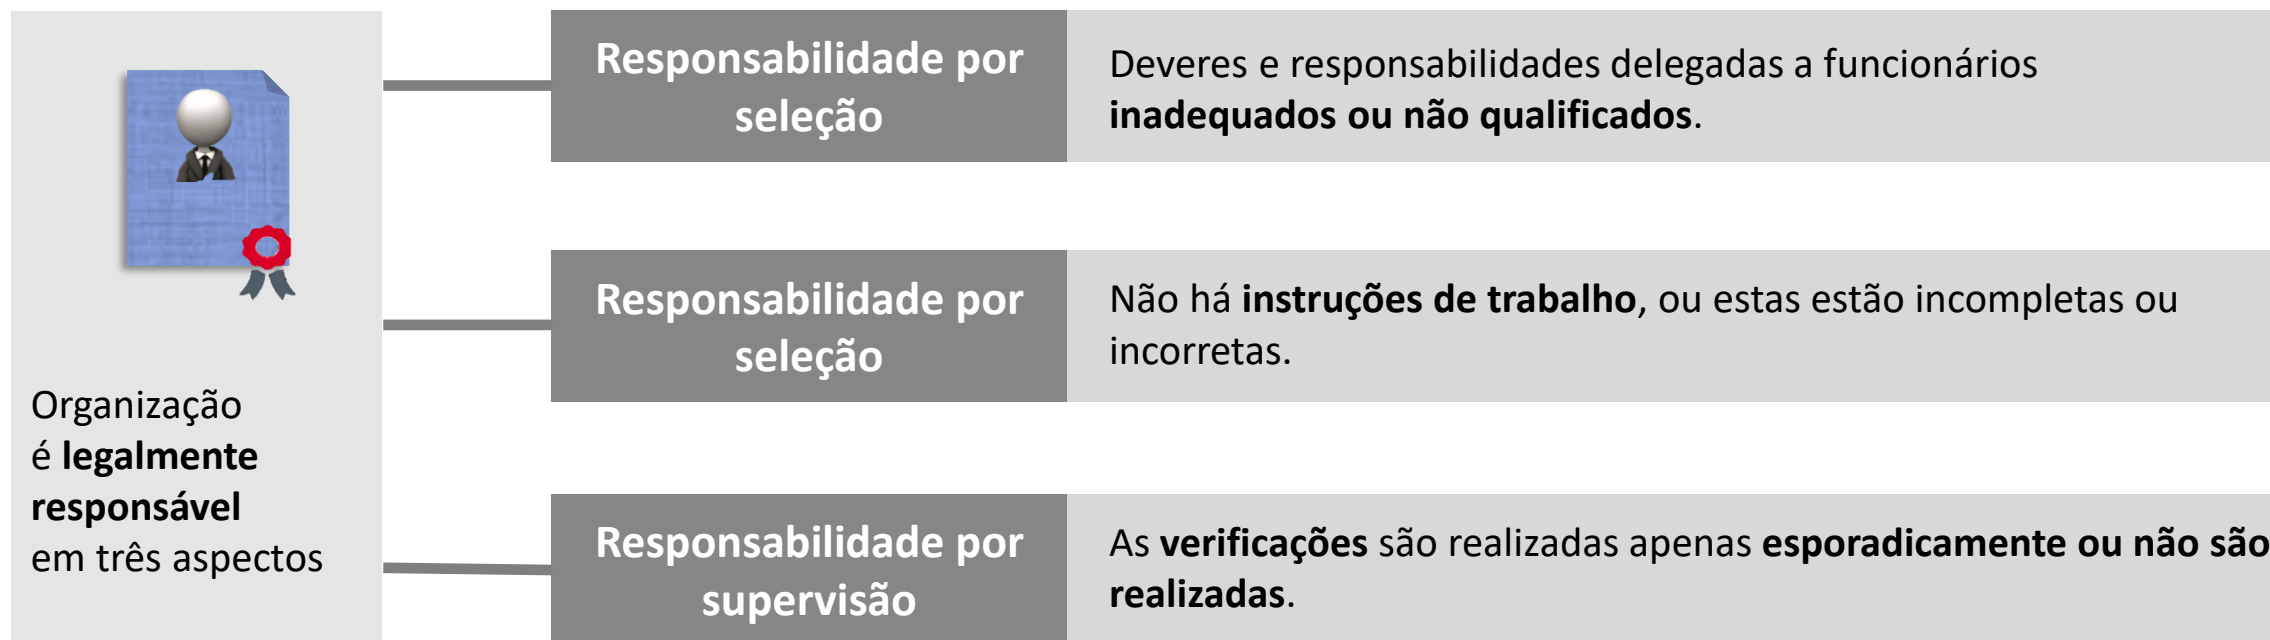 Organização
é legalmente
responsável
em três aspectos
Responsabilidade por
seleção
Deveres e responsabilidades delegadas a funcionários
inadequados ou não qualificados.
Responsabilidade por
seleção
Não há instruções de trabalho, ou estas estão incompletas ou
incorretas.
Responsabilidade por
supervisão
As verificações são realizadas apenas esporadicamente ou não são
realizadas.